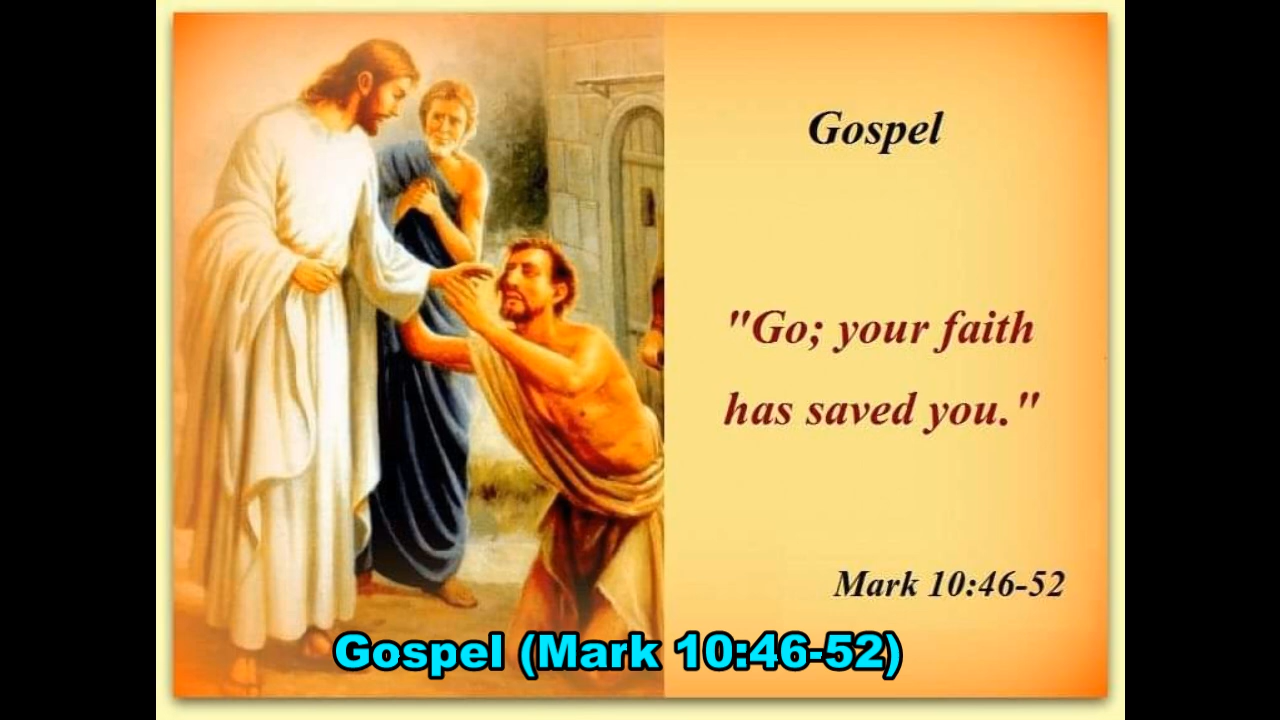 Gospel
"Go; your faith
has saved you."
Mark 10:46-52
Gospel (Mark 10:46-52)